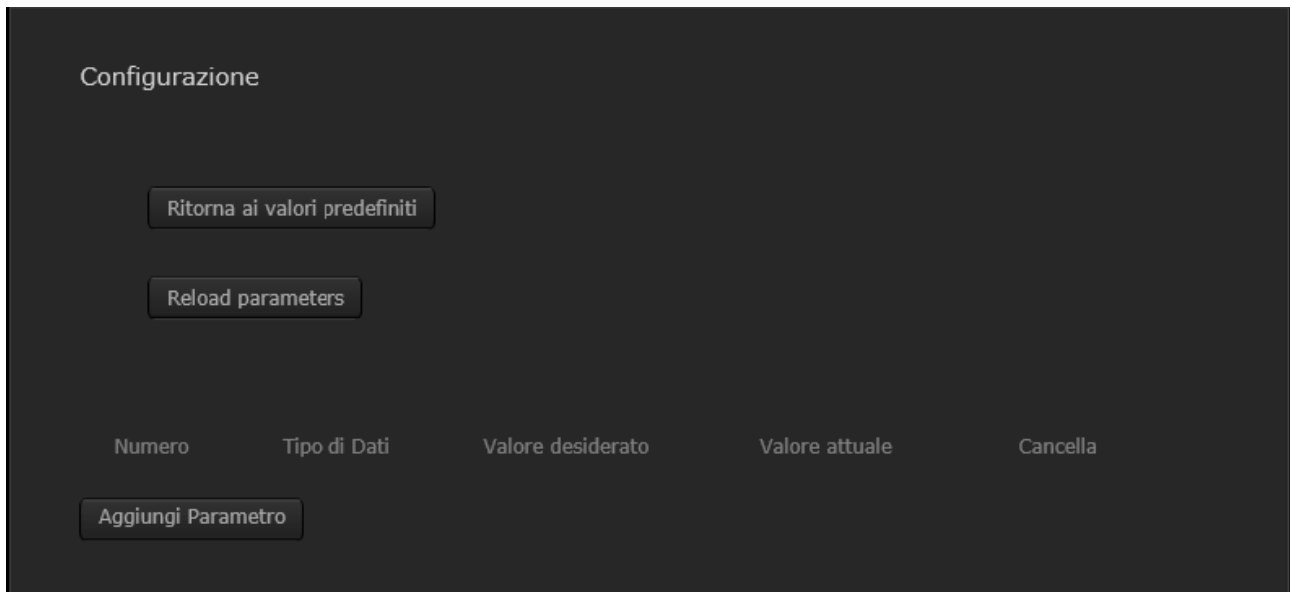 Configurazione
Ritorna ai valori predefiniti
Reload parameters
Numero Tipo di Dati Valore desiderato Valore attuale Cancella
Aggiungi Parametro